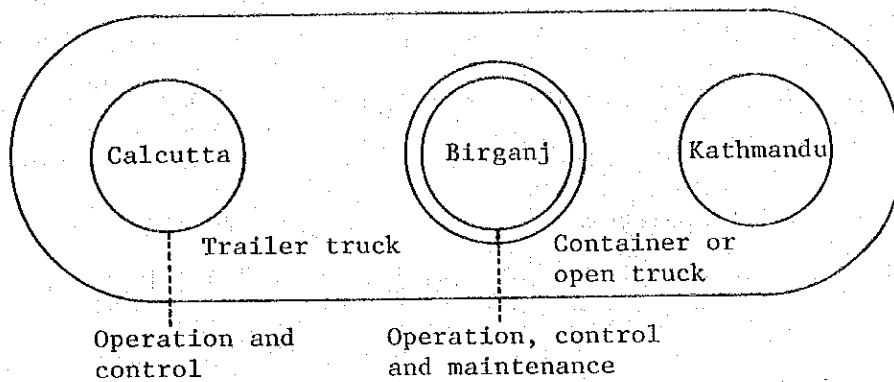 Calcutta
Birganj
Kathmandu
Trailer truck
Container or
open truck
Operation and
control
Operation, control
and maintenance